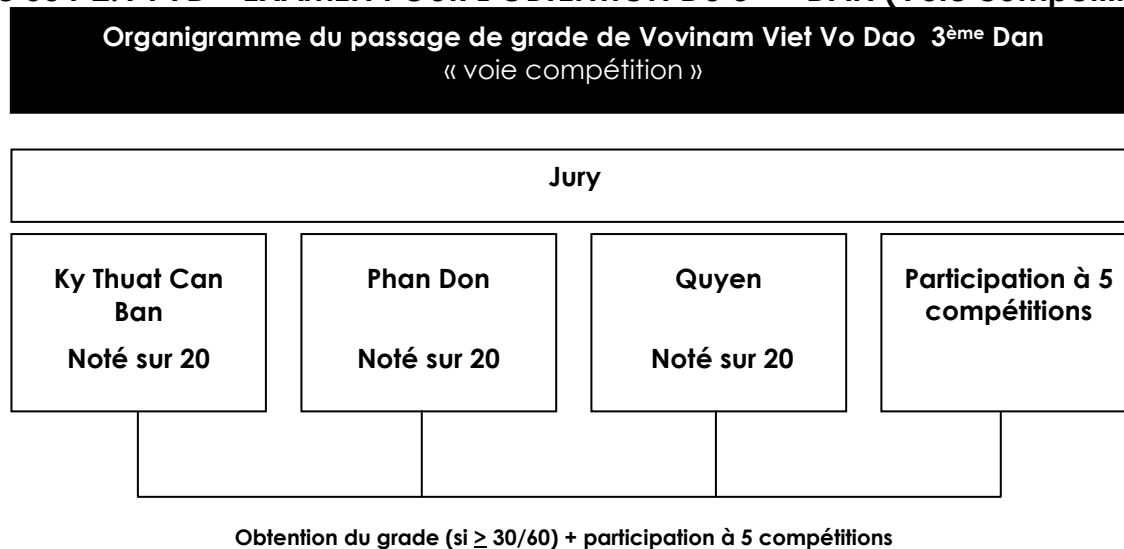 Organigramme du passage de grade de Vovinam Viet Vo Dao 3ème Dan
« voie compétition »
Jury
Ky Thuat Can
Ban
Noté sur 20
Phan Don
Noté sur 20
Quyen
Noté sur 20
Participation à 5
compétitions
Obtention du grade (si ≥ 30/60) + participation à 5 compétitions